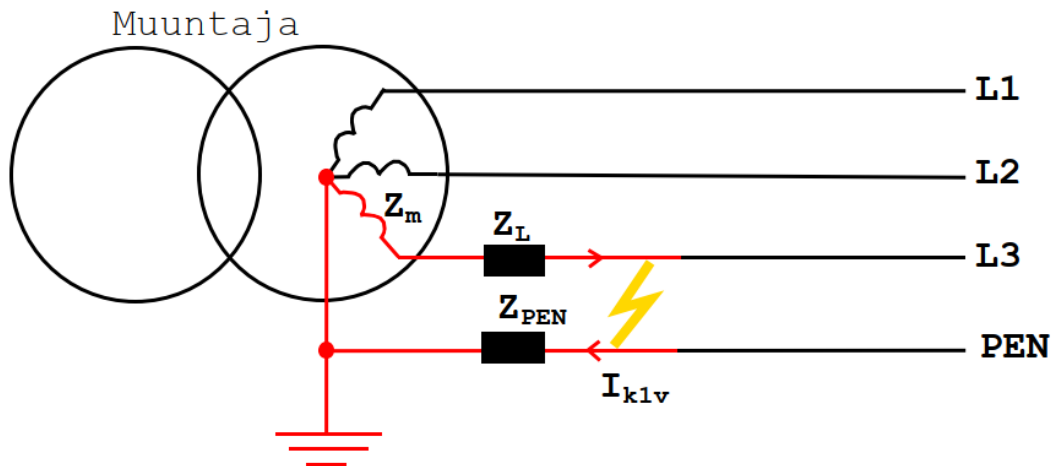 Muuntaja
L1
L2
Zm
ZL
L3
ZPEN
PEN
Ik1v